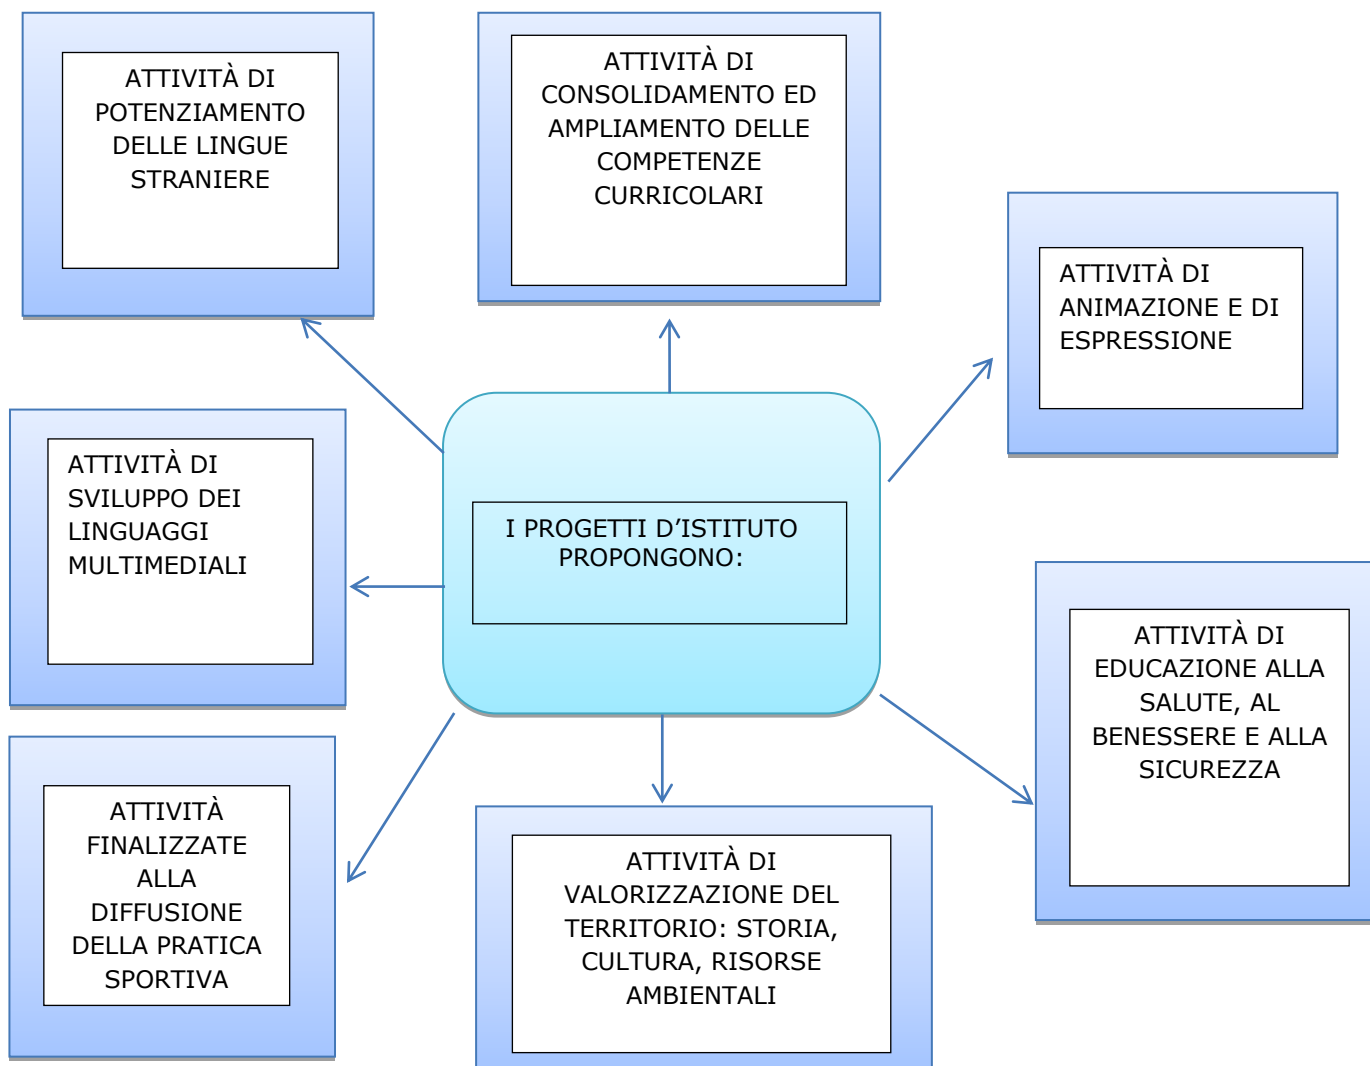 ATTIVITÀ DI
POTENZIAMENTO
DELLE LINGUE
STRANIERE
ATTIVITÀ DI
CONSOLIDAMENTO ED
AMPLIAMENTO DELLE
COMPETENZE
CURRICOLARI
ATTIVITÀ DI
ANIMAZIONE E DI
ESPRESSIONE
ATTIVITÀ DI
SVILUPPO DEI
LINGUAGGI
MULTIMEDIALI
I PROGETTI D’ISTITUTO
PROPONGONO:
ATTIVITÀ DI
EDUCAZIONE ALLA
SALUTE, AL
BENESSERE E ALLA
SICUREZZA
ATTIVITÀ
FINALIZZATE
ALLA
DIFFUSIONE
DELLA PRATICA
SPORTIVA
ATTIVITÀ DI
VALORIZZAZIONE DEL
TERRITORIO: STORIA,
CULTURA, RISORSE
AMBIENTALI